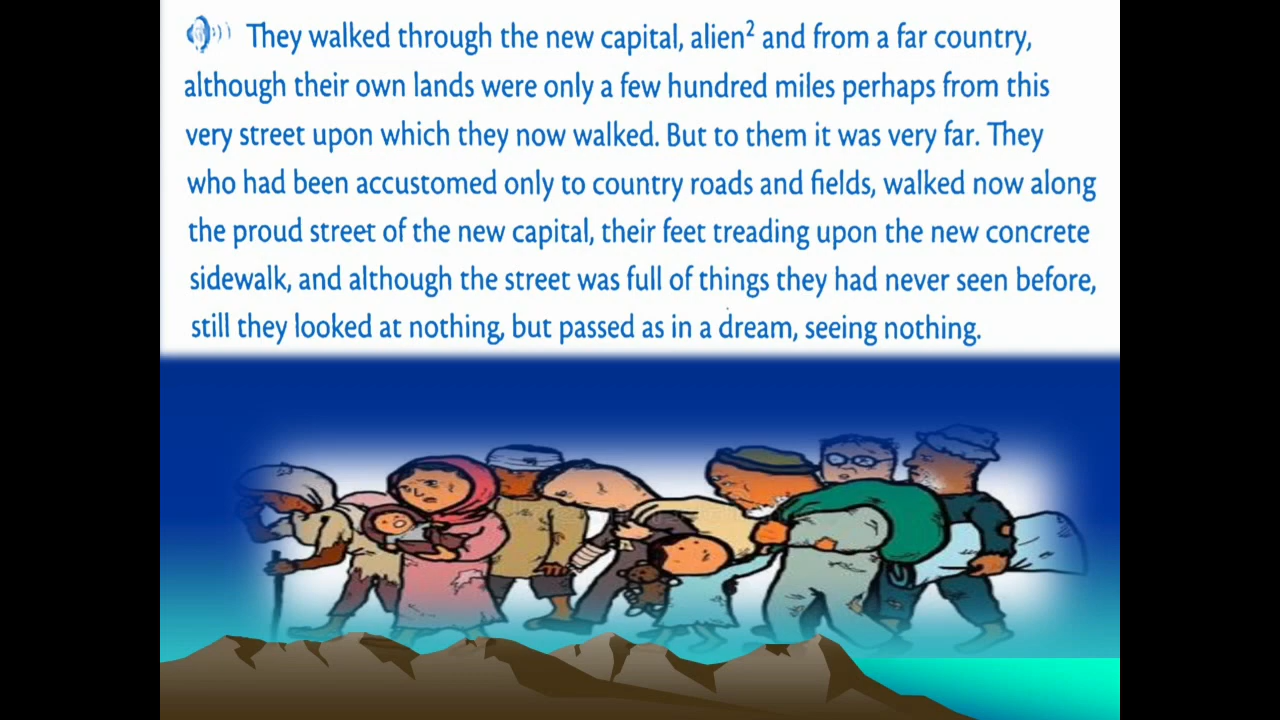 They walked through the new capital, alien² and from a far country,
although their own lands were only a few hundred miles perhaps from this
very street upon which they now walked. But to them it was very far. They
who had been accustomed only to country roads and fields, walked now along
the proud street of the new capital, their feet treading upon the new concrete
sidewalk, and although the street was full of things they had never seen before,
still they looked at nothing, but passed as in a dream, seeing nothing.